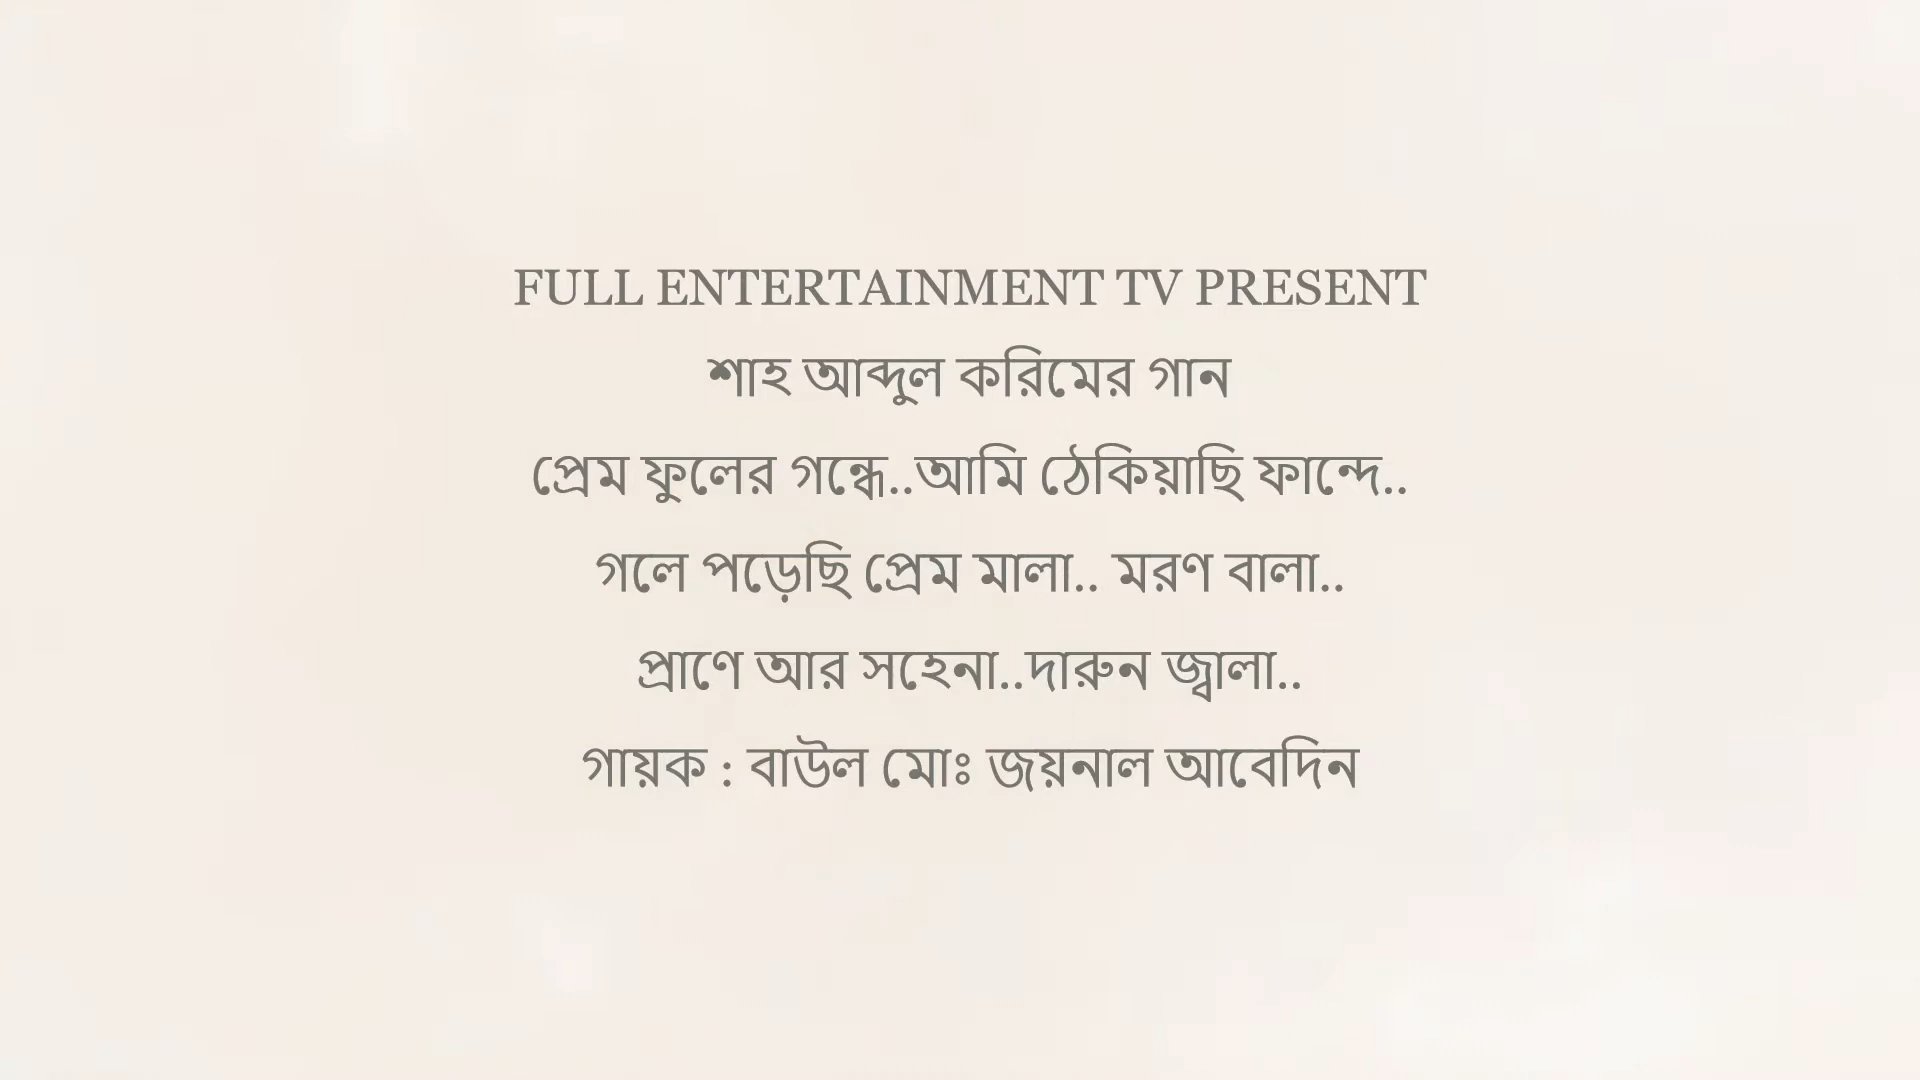 FULL ENTERTAINMENT TV PRESENT
শাহ আব্দুল করিমের গান
প্রেম ফুলের গন্ধে..আমি ঠেকিয়াছি ফান্দে..
গলে পড়েছি প্রেম মালা.. মরণ বালা..
প্রাণে আর সহেনা..দারুন জ্বালা..
গায়ক : বাউল মোঃ জয়নাল আবেদিন